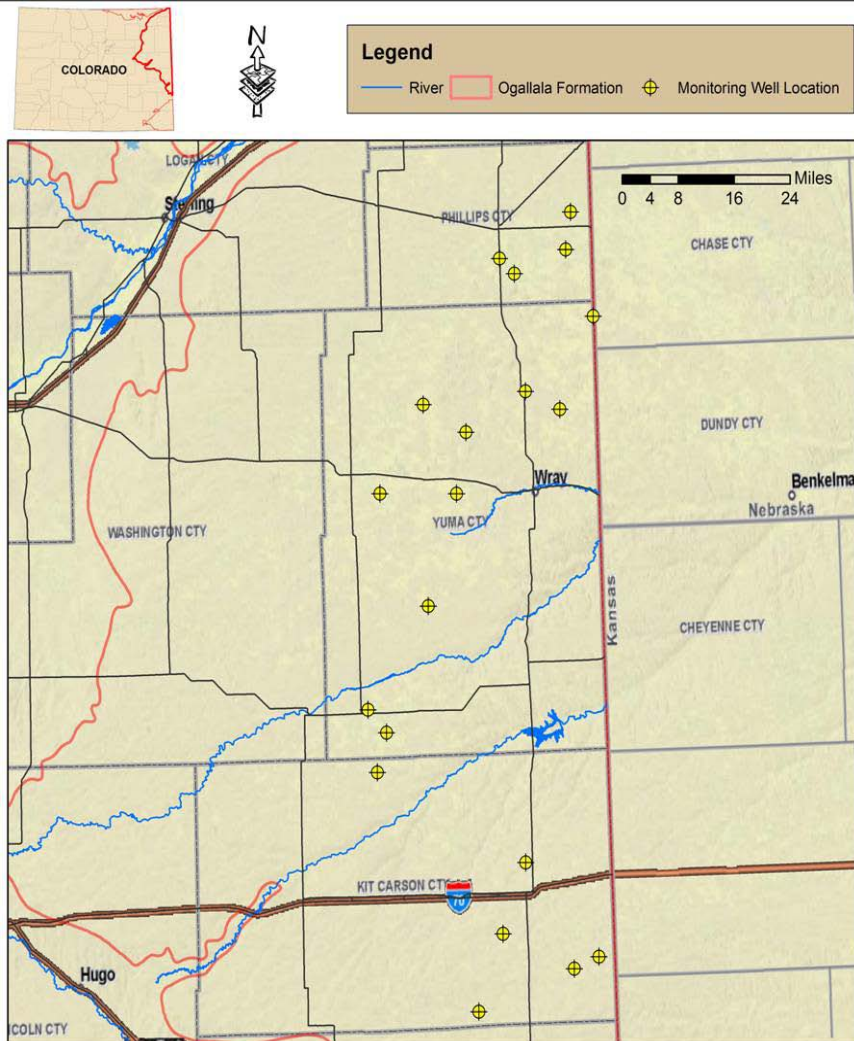 COLORADO
N
Legend
River
Ogallala Formation
Monitoring Well Location
LOGAN CTY
Sterling
PHILLIPS CTY
Miles
0 4 8 16 24
CHASE CTY
DUNDY CTY
Wray
Benkelma
Nebraska
YUMA CTY
WASHINGTON CTY
Kansas
CHEYENNE CTY
KIT CARSON CTY
70
Hugo
NCOLN CTY